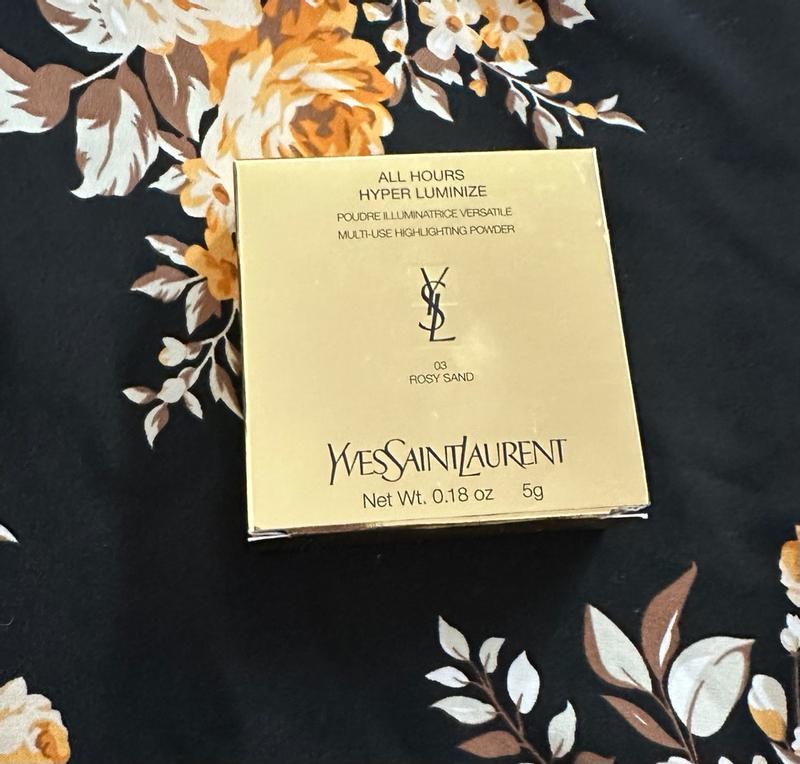 ALL HOURS
HYPER LUMINIZE
POUDRE ILLUMINATRICE VERSATILE
MULTI-USE HIGHLIGHTING POWDER
YSL
03
ROSY SAND
YVESSAINTLAURENT
Net Wt. 0.18 oz 5g